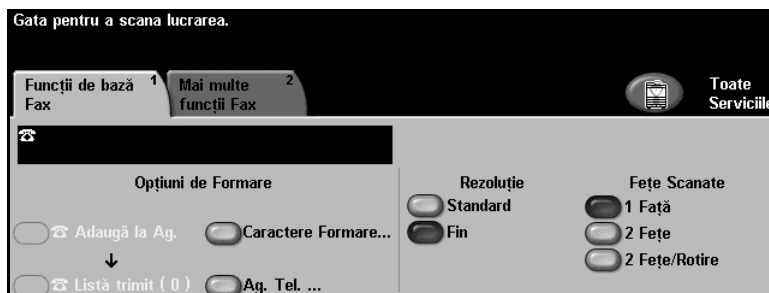 Gata pentru a scana lucrarea.
Funcții de bază Fax 1
Mai multe funcții Fax 2
Toate Serviciile
Opțiuni de Formare
Adaugă la Ag.
Caractere Formare...
Listă trimit ( 0 )
Ag. Tel. ...
Rezoluție
Standard
Fin
Fețe Scanate
1 Față
2 Fețe
2 Fețe/Rotire